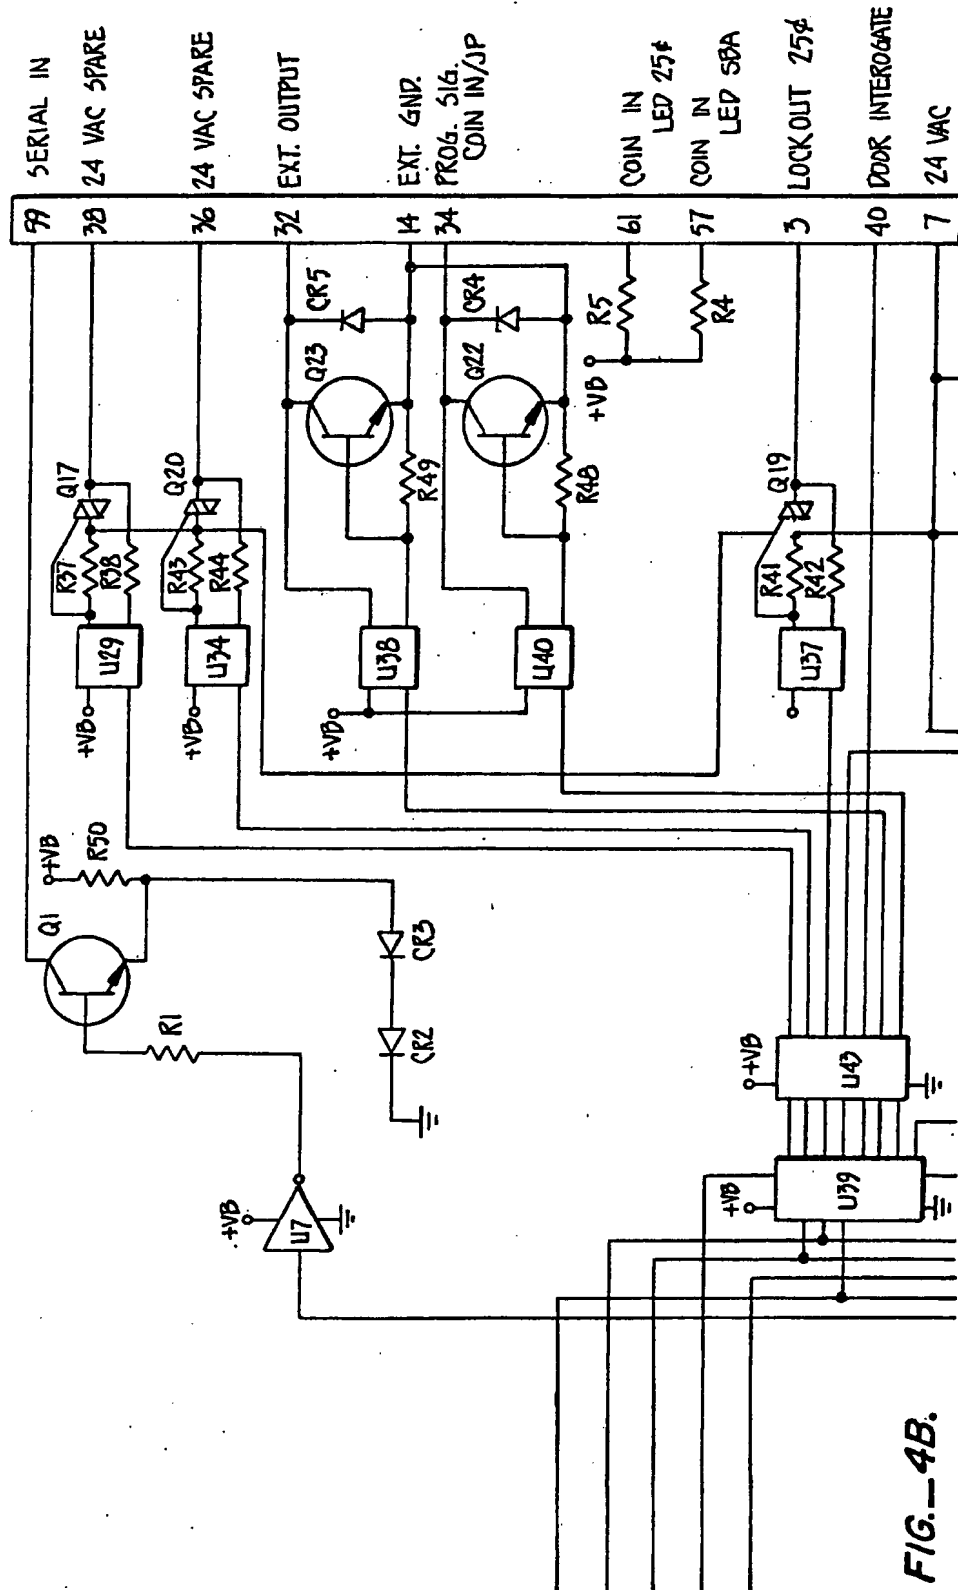 99 SERIAL IN
38 24 VAC SPARE
36 24 VAC SPARE
32 EXT. OUTPUT
14 EXT. GND.
34 PROG. SIG.
COIN IN/JP
61 COIN IN
LED 25¢
57 COIN IN
LED SBA
3 LOCKOUT 25¢
40 DOOR INTEROGATE
7 24 VAC
Q17
R37
R38
U29
+VB
Q20
R43
R44
U34
+VB
CR5
Q23
R49
U38
+VB
CR4
Q22
R48
U40
R5
R4
+VB
Q19
R41
R42
U37
Q1
+VB
R50
R1
CR3
CR2
+VB
U7
+VB
U43
+VB
U39
FIG._4B.